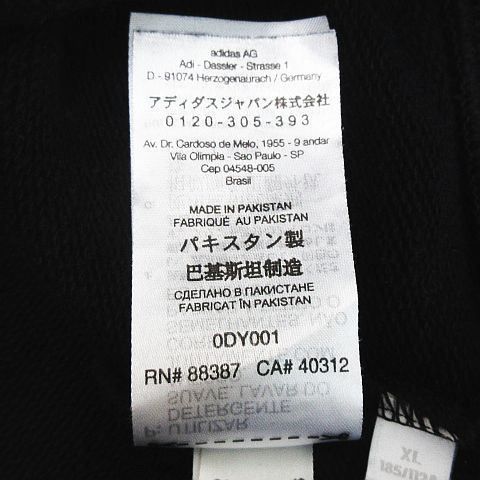 adidas AG
Adi - Dassler - Strasse 1
D - 91074 Herzogenaurach / Germany
アディダスジャパン株式会社
0120-305-393
Av. Dr. Cardoso de Melo, 1955 - 9 andar
Vila Olimpia - Sao Paulo - SP
Cep 04548-005
Brasil
MADE IN PAKISTAN
FABRIQUÉ AU PAKISTAN
パキスタン製
巴基斯坦制造
СДЕЛАНО В ПАКИСТАНЕ
FABRICAT ÎN PAKISTAN
0DY001
RN# 88387 CA# 40312
SUAVE. LAVAR DO
DETERGENTE
P. UTILIZAR
XL